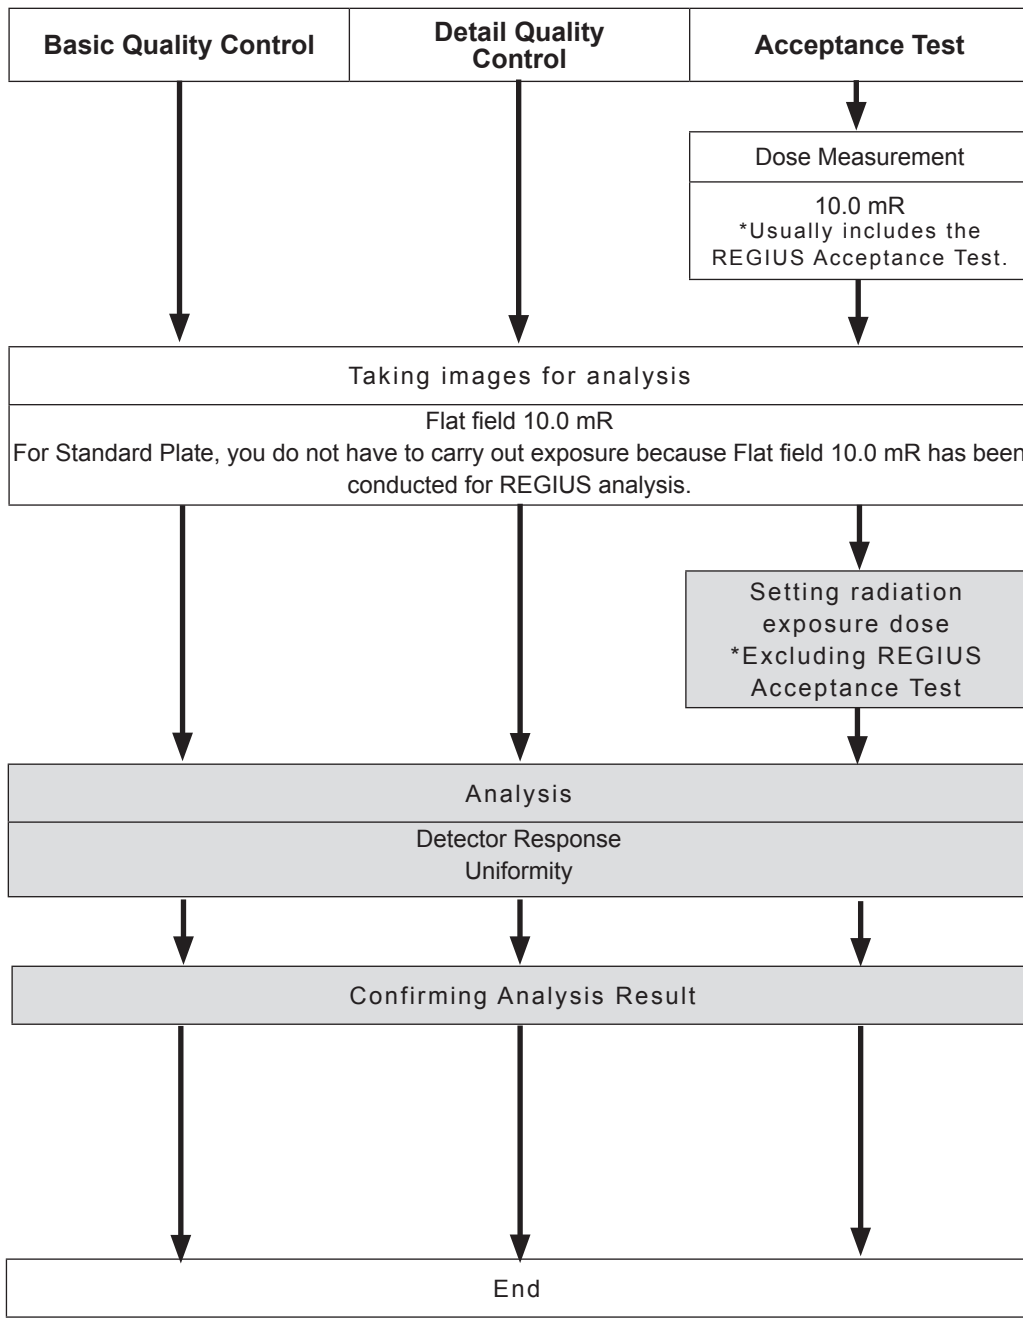 Basic Quality Control
Detail Quality
Control
Acceptance Test
Dose Measurement
10.0 mR
*Usually includes the
REGIUS Acceptance Test.
Taking images for analysis
Flat field 10.0 mR
For Standard Plate, you do not have to carry out exposure because Flat field 10.0 mR has been
conducted for REGIUS analysis.
Setting radiation
exposure dose
*Excluding REGIUS
Acceptance Test
Analysis
Detector Response
Uniformity
Confirming Analysis Result
End